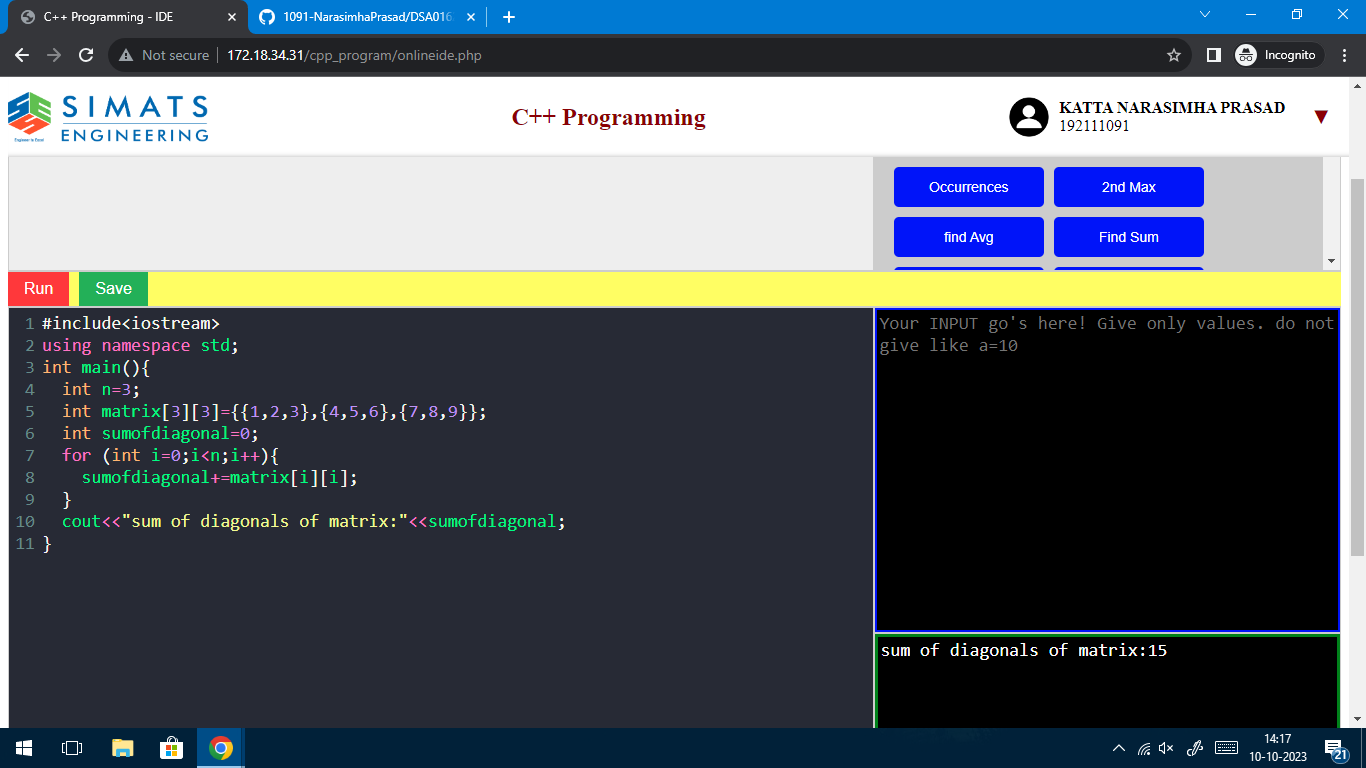 C++ Programming - IDE
1091-NarasimhaPrasad/DSA016
Not secure
172.18.34.31/cpp_program/onlineide.php
Incognito
SIMATS
ENGINEERING
Engineer to Excel
C++ Programming
KATTA NARASIMHA PRASAD
192111091
Occurrences
2nd Max
find Avg
Find Sum
Run
Save
1 #include<iostream>
2 using namespace std;
3 int main(){
4 int n=3;
5 int matrix[3][3]={{1,2,3},{4,5,6},{7,8,9}};
6 int sumofdiagonal=0;
7 for (int i=0;i<n;i++){
8 sumofdiagonal+=matrix[i][i];
9 }
10 cout<<"sum of diagonals of matrix:"<<sumofdiagonal;
11 }
Your INPUT go's here! Give only values. do not
give like a=10
sum of diagonals of matrix:15
14:17
10-10-2023
21